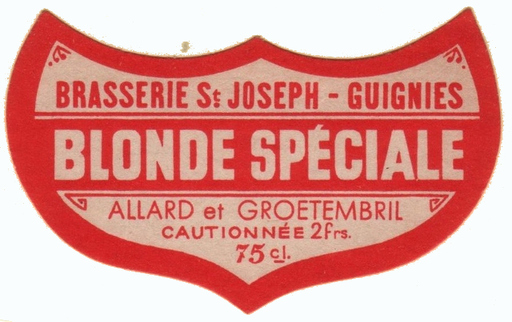 BRASSERIE St JOSEPH - GUIGNIES
BLONDE SPÉCIALE
ALLARD et GROETEMBRIL
CAUTIONNÉE 2frs.
75 cl.